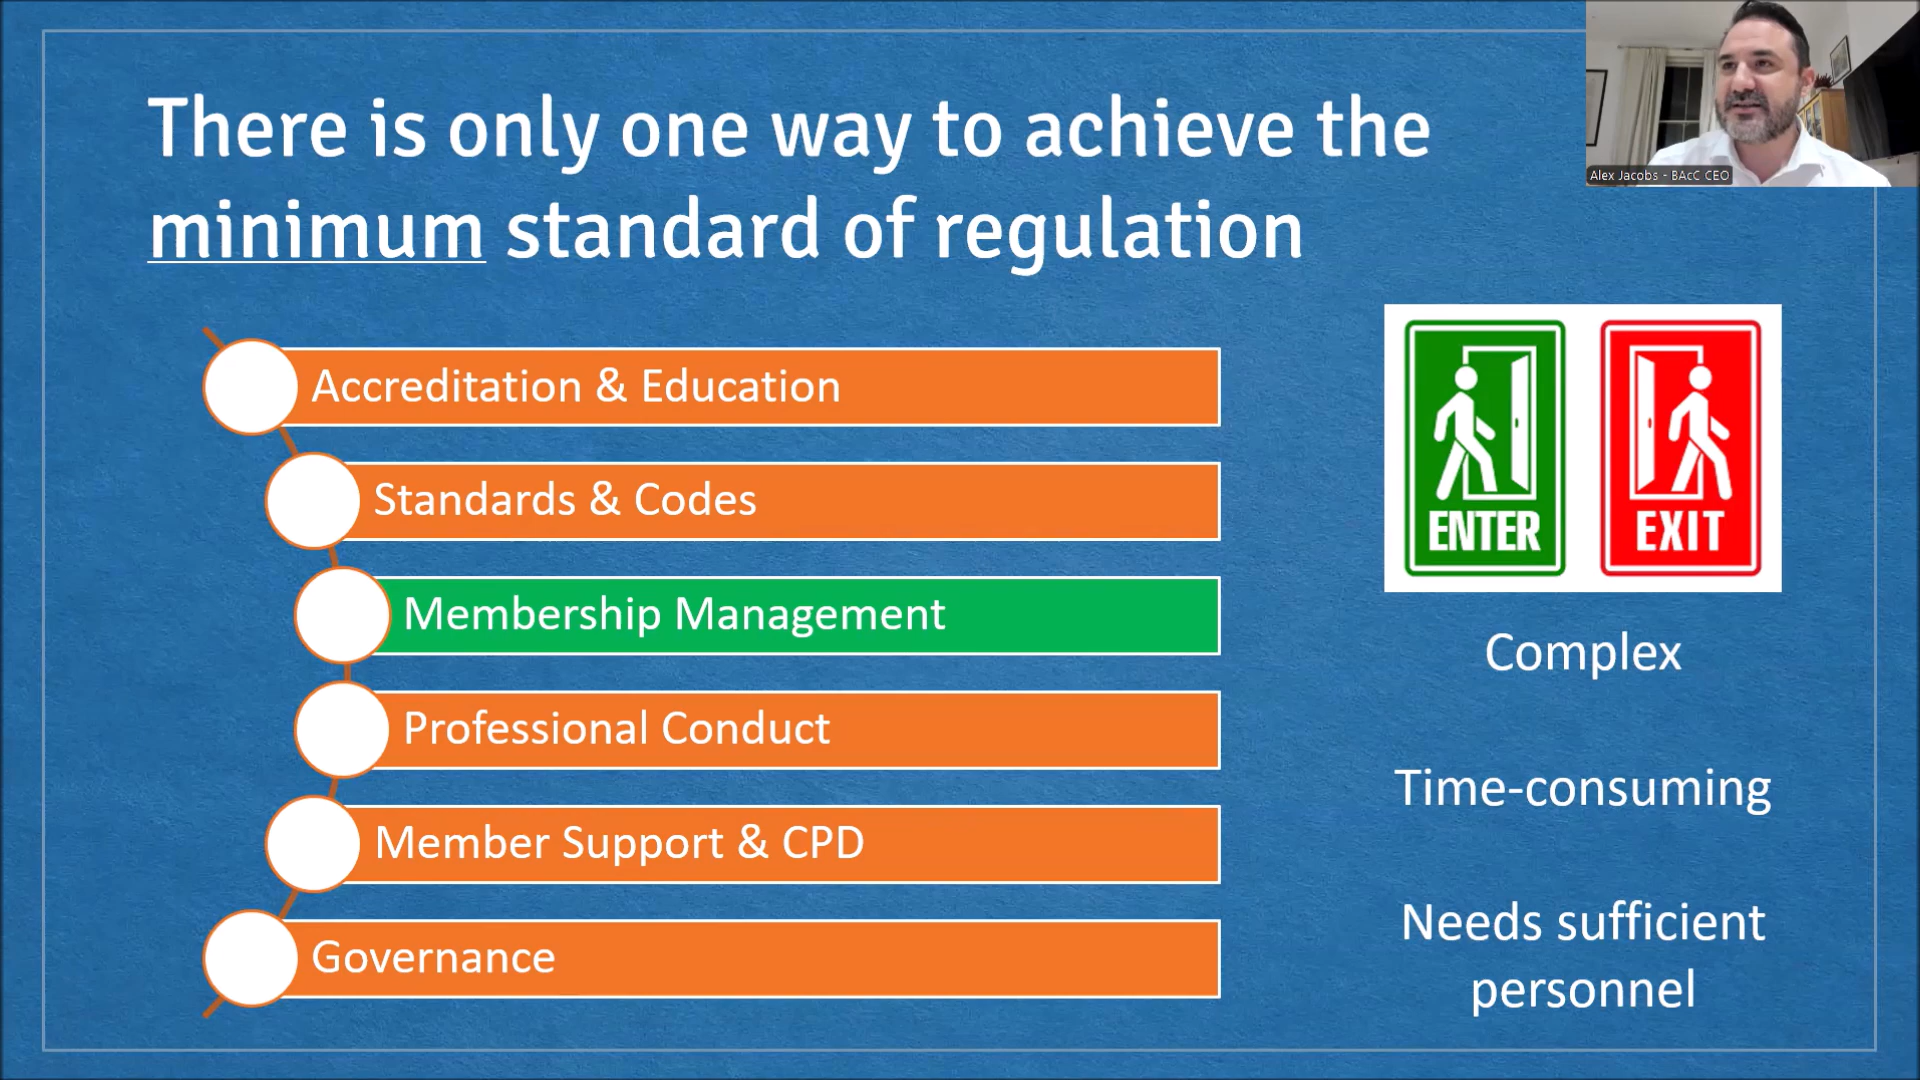 There is only one way to achieve the
minimum standard of regulation
Alex Jacobs - BAcC CEO
Accreditation & Education
Standards & Codes
Membership Management
Professional Conduct
Member Support & CPD
Governance
ENTER
EXIT
Complex
Time-consuming
Needs sufficient
personnel